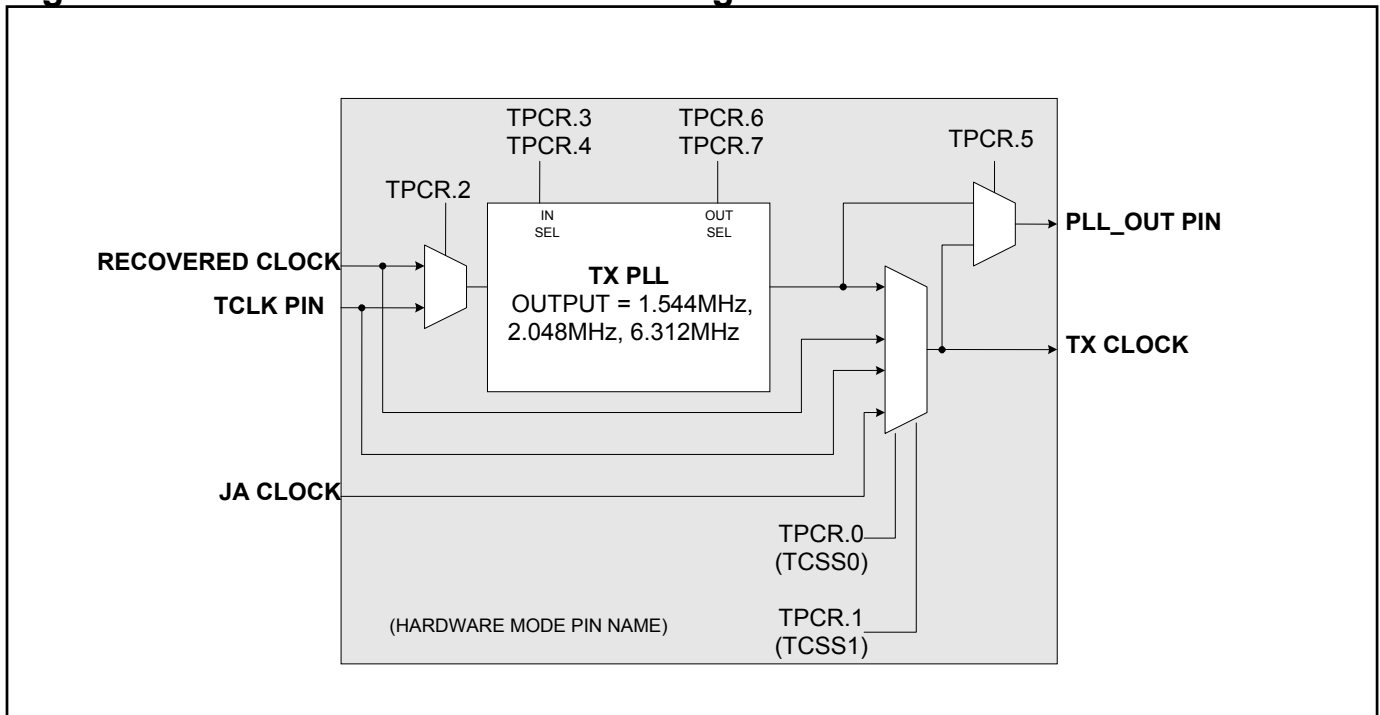 TPCR.3
TPCR.4
TPCR.6
TPCR.7
TPCR.5
TPCR.2
IN
SEL
OUT
SEL
TX PLL
OUTPUT = 1.544MHz,
2.048MHz, 6.312MHz
RECOVERED CLOCK
TCLK PIN
PLL_OUT PIN
TX CLOCK
JA CLOCK
TPCR.0
(TCSS0)
TPCR.1
(TCSS1)
(HARDWARE MODE PIN NAME)